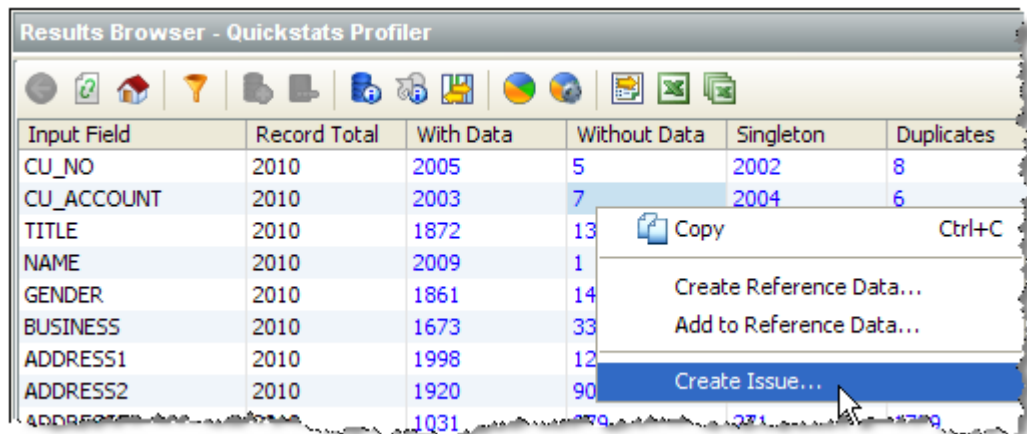 Results Browser - Quickstats Profiler
Input Field Record Total With Data Without Data Singleton Duplicates
CU_NO 2010 2005 5 2002 8
CU_ACCOUNT 2010 2003 7 2004 6
TITLE 2010 1872 13
Copy Ctrl+C
NAME 2010 2009 1
GENDER 2010 1861 14
Create Reference Data...
BUSINESS 2010 1673 33
Add to Reference Data...
ADDRESS1 2010 1998 12
ADDRESS2 2010 1920 90
Create Issue...
1031